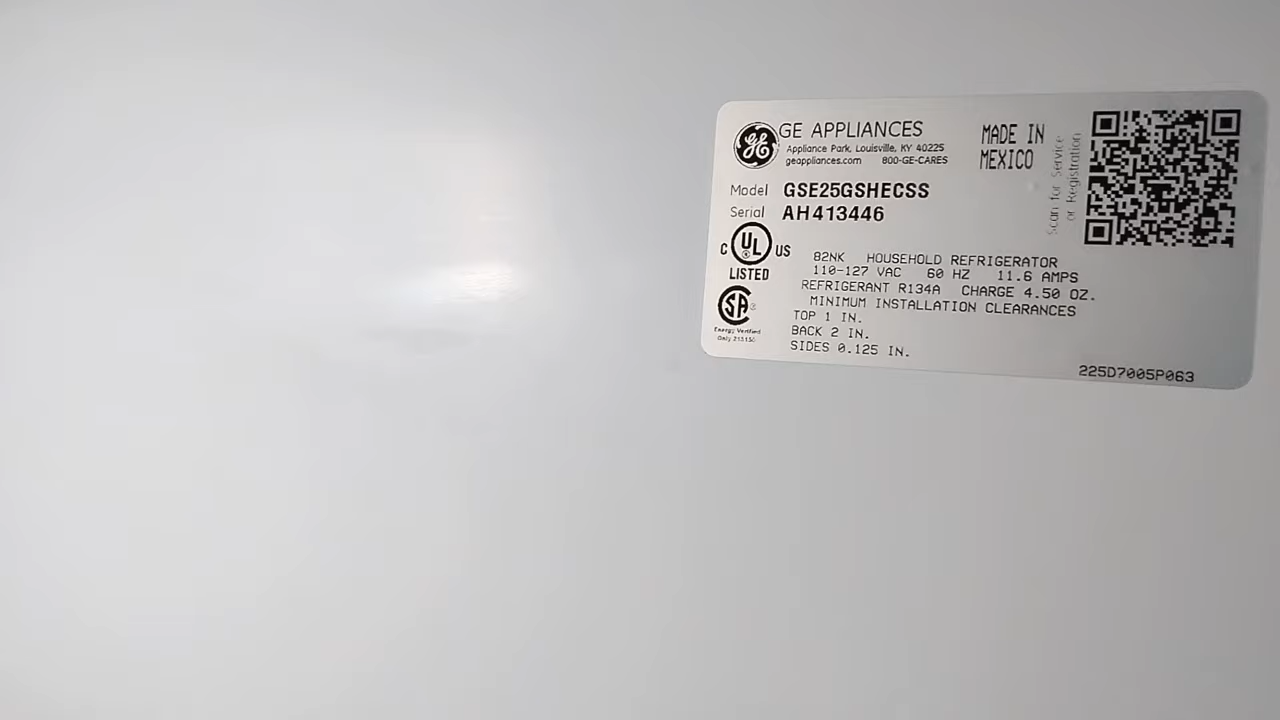 GE APPLIANCES
Appliance Park, Louisville, KY 40225
geappliances.com 800-GE-CARES
MADE IN
MEXICO
Scan for Service
or Registration
Model GSE25GSHECSS
Serial AH413446
C UL US
LISTED
SA
Energy Verified
82NK HOUSEHOLD REFRIGERATOR
110-127 VAC 60 HZ 11.6 AMPS
REFRIGERANT R134A CHARGE 4.50 OZ.
MINIMUM INSTALLATION CLEARANCES
TOP 1 IN.
BACK 2 IN.
SIDES 0.125 IN.
225D7005P063